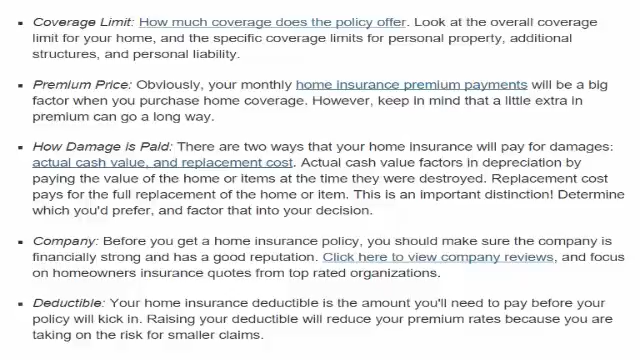 Coverage Limit: How much coverage does the policy offer. Look at the overall coverage
limit for your home, and the specific coverage limits for personal property, additional
structures, and personal liability.
Premium Price: Obviously, your monthly home insurance premium payments will be a big
factor when you purchase home coverage. However, keep in mind that a little extra in
premium can go a long way.
How Damage is Paid: There are two ways that your home insurance will pay for damages:
actual cash value, and replacement cost. Actual cash value factors in depreciation by
paying the value of the home or items at the time they were destroyed. Replacement cost
pays for the full replacement of the home or item. This is an important distinction! Determine
which you'd prefer, and factor that into your decision.
Company: Before you get a home insurance policy, you should make sure the company is
financially strong and has a good reputation. Click here to view company reviews, and focus
on homeowners insurance quotes from top rated organizations.
Deductible: Your home insurance deductible is the amount you'll need to pay before your
policy will kick in. Raising your deductible will reduce your premium rates because you are
taking on the risk for smaller claims.